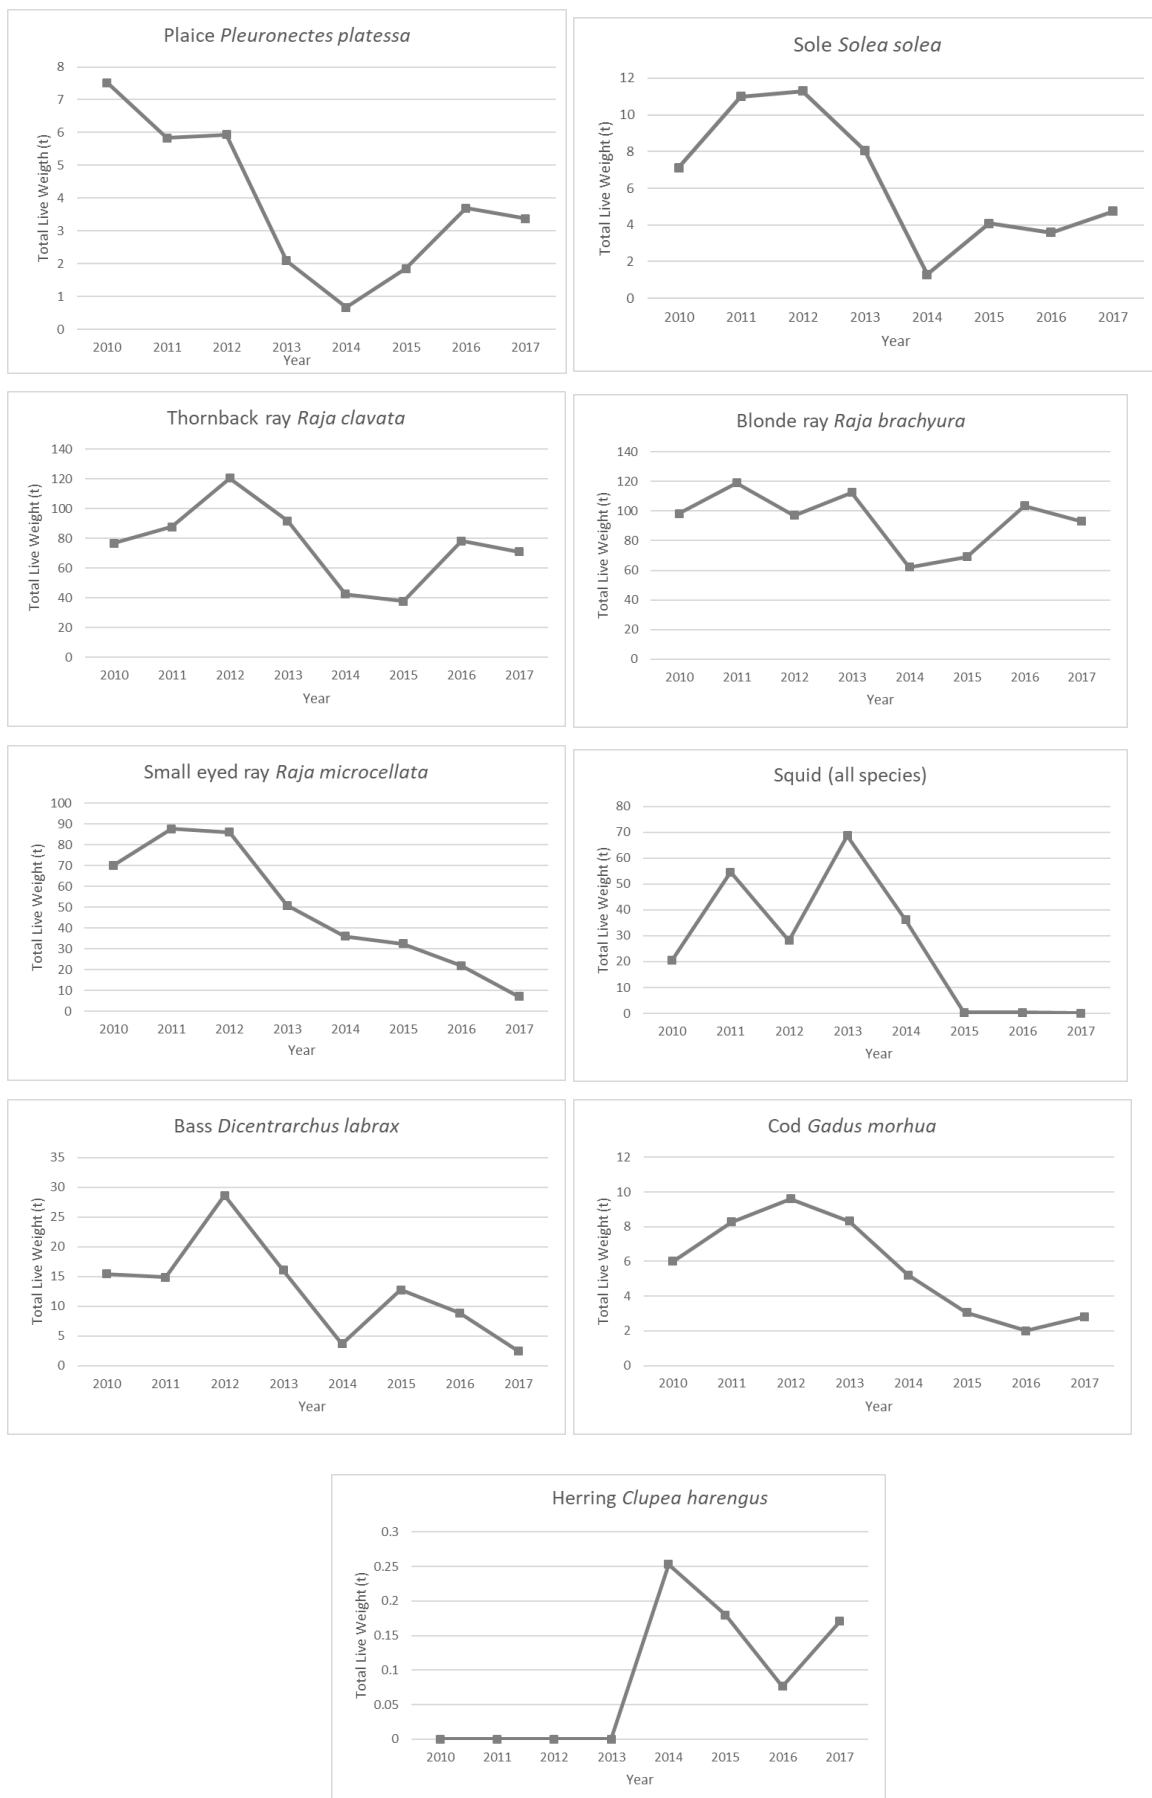 Plaice Pleuronectes platessa
Total Live Weigth (t)
8
7
6
5
4
3
2
1
0
2010 2011 2012 2013 2014 2015 2016 2017
Year
Sole Solea solea
Total Live Weight (t)
12
10
8
6
4
2
0
2010 2011 2012 2013 2014 2015 2016 2017
Year
Thornback ray Raja clavata
Total Live Weight (t)
140
120
100
80
60
40
20
0
2010 2011 2012 2013 2014 2015 2016 2017
Year
Blonde ray Raja brachyura
Total Live Weight (t)
140
120
100
80
60
40
20
0
2010 2011 2012 2013 2014 2015 2016 2017
Year
Small eyed ray Raja microcellata
Total Live Weight (t)
100
90
80
70
60
50
40
30
20
10
0
2010 2011 2012 2013 2014 2015 2016 2017
Year
Squid (all species)
Total Live Weight (t)
80
70
60
50
40
30
20
10
0
2010 2011 2012 2013 2014 2015 2016 2017
Year
Bass Dicentrarchus labrax
Total Live Weight (t)
35
30
25
20
15
10
5
0
2010 2011 2012 2013 2014 2015 2016 2017
Year
Cod Gadus morhua
Total Live Weight (t)
12
10
8
6
4
2
0
2010 2011 2012 2013 2014 2015 2016 2017
Year
Herring Clupea harengus
Total Live Weight (t)
0.3
0.25
0.2
0.15
0.1
0.05
0
2010 2011 2012 2013 2014 2015 2016 2017
Year